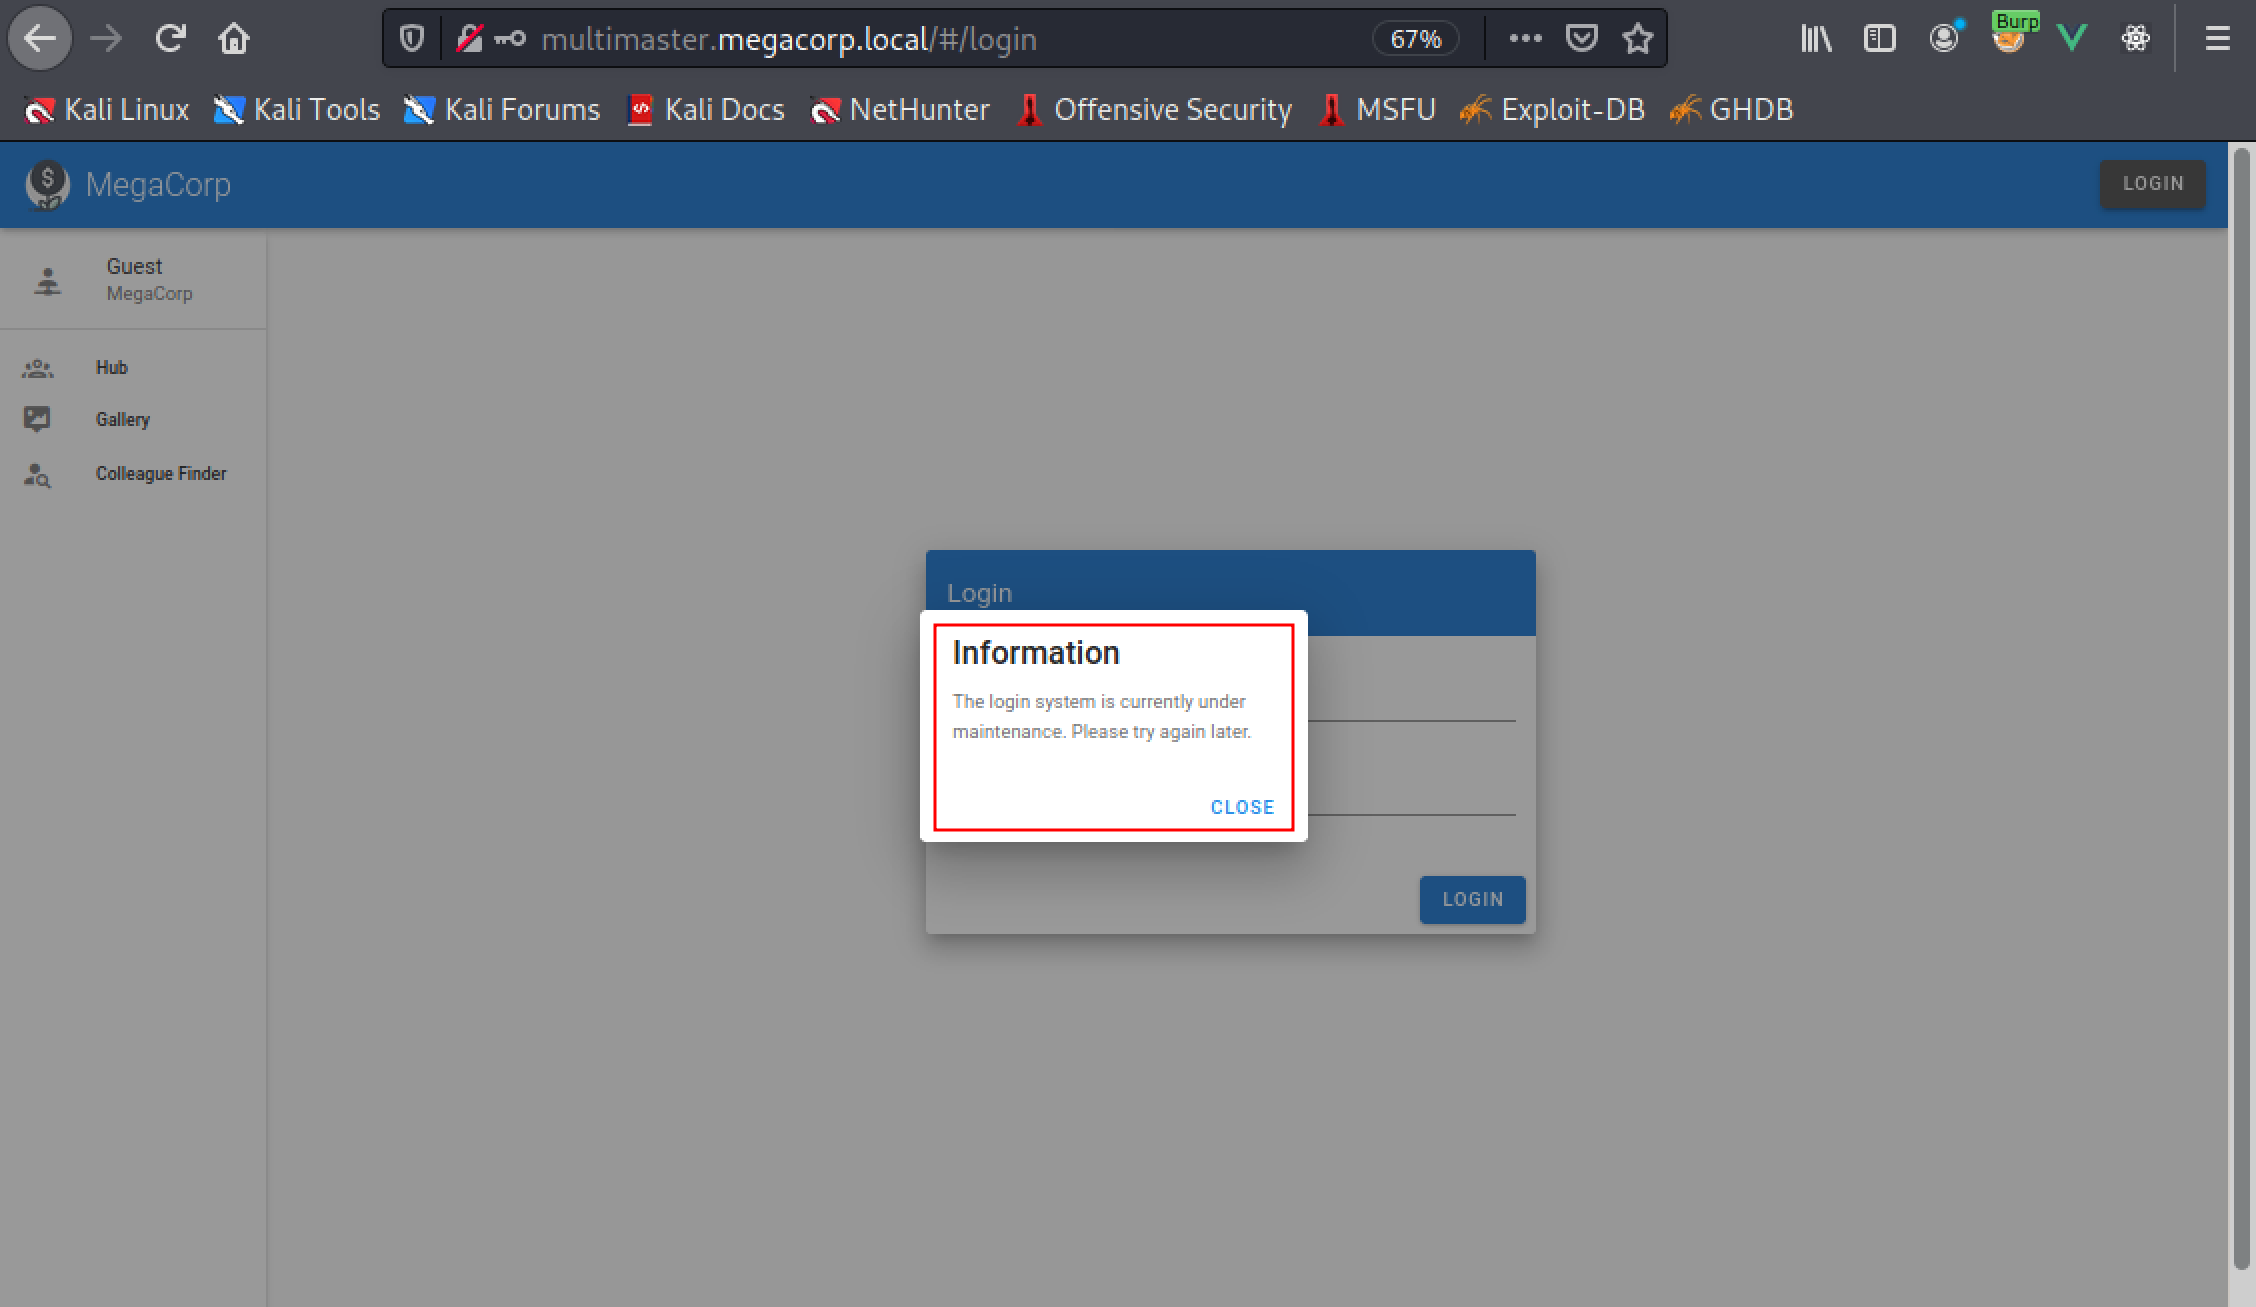 multimaster.megacorp.local/#/login
67%
Burp
Kali Linux
Kali Tools
Kali Forums
Kali Docs
NetHunter
Offensive Security
MSFU
Exploit-DB
GHDB
MegaCorp
LOGIN
Guest
MegaCorp
Hub
Gallery
Colleague Finder
Login
Information
The login system is currently under
maintenance. Please try again later.
CLOSE
LOGIN